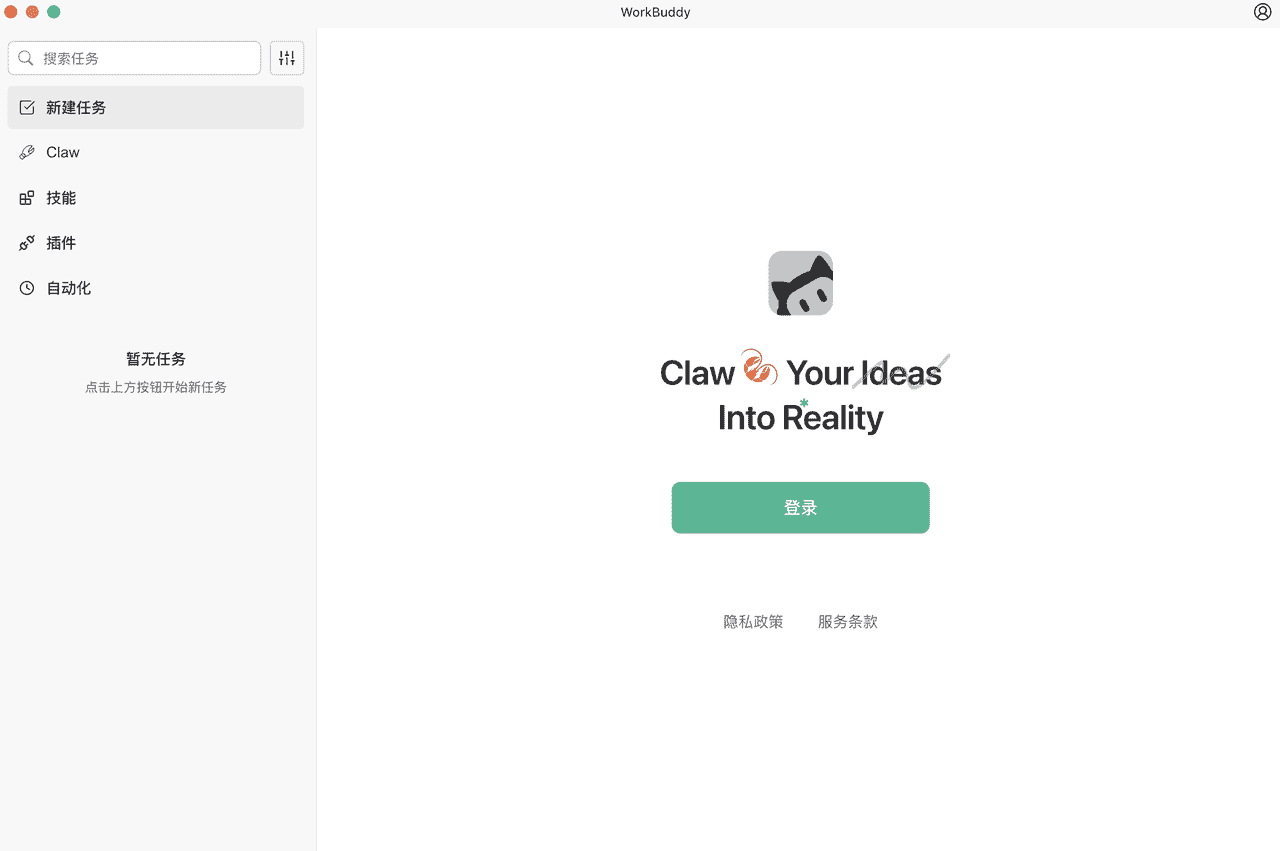 WorkBuddy
搜索任务
新建任务
Claw
技能
插件
自动化
暂无任务
点击上方按钮开始新任务
Claw Your Ideas
Into Reality
登录
隐私政策 服务条款